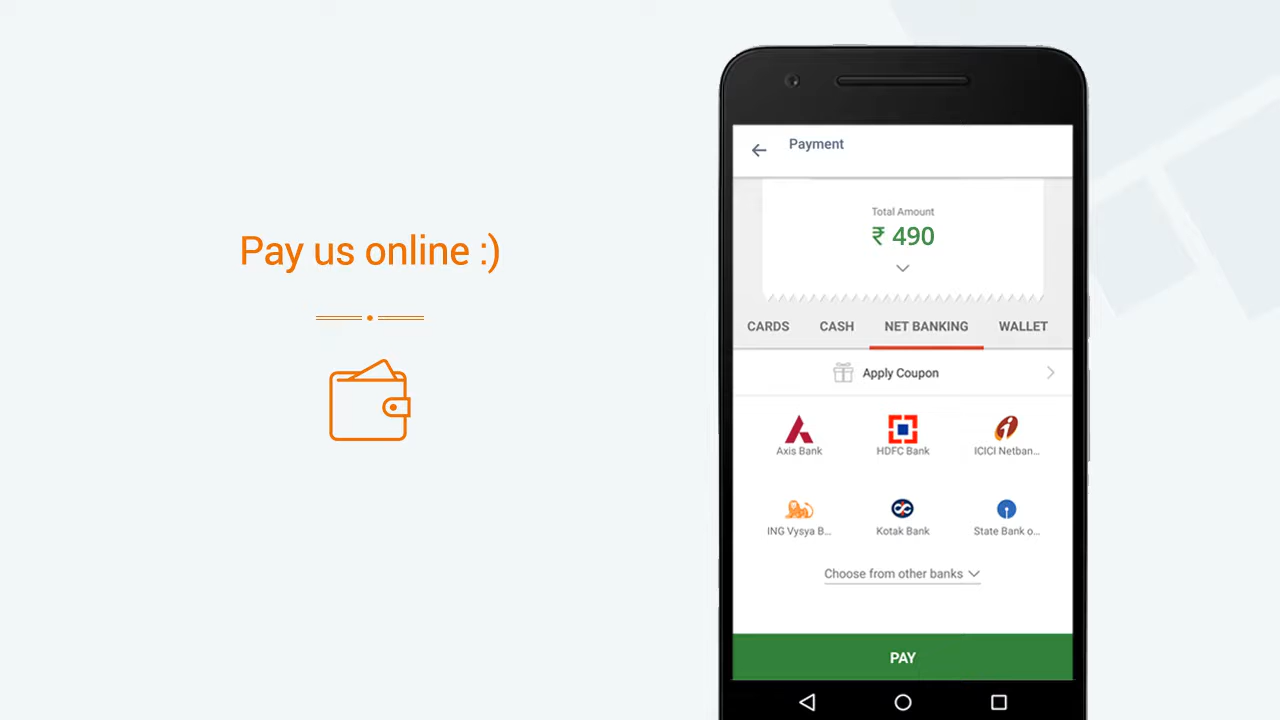 Pay us online :)
Payment
Total Amount
₹ 490
CARDS CASH NET BANKING WALLET
Apply Coupon
Axis Bank HDFC Bank ICICI Netban...
ING Vysya B... Kotak Bank State Bank o...
Choose from other banks
PAY